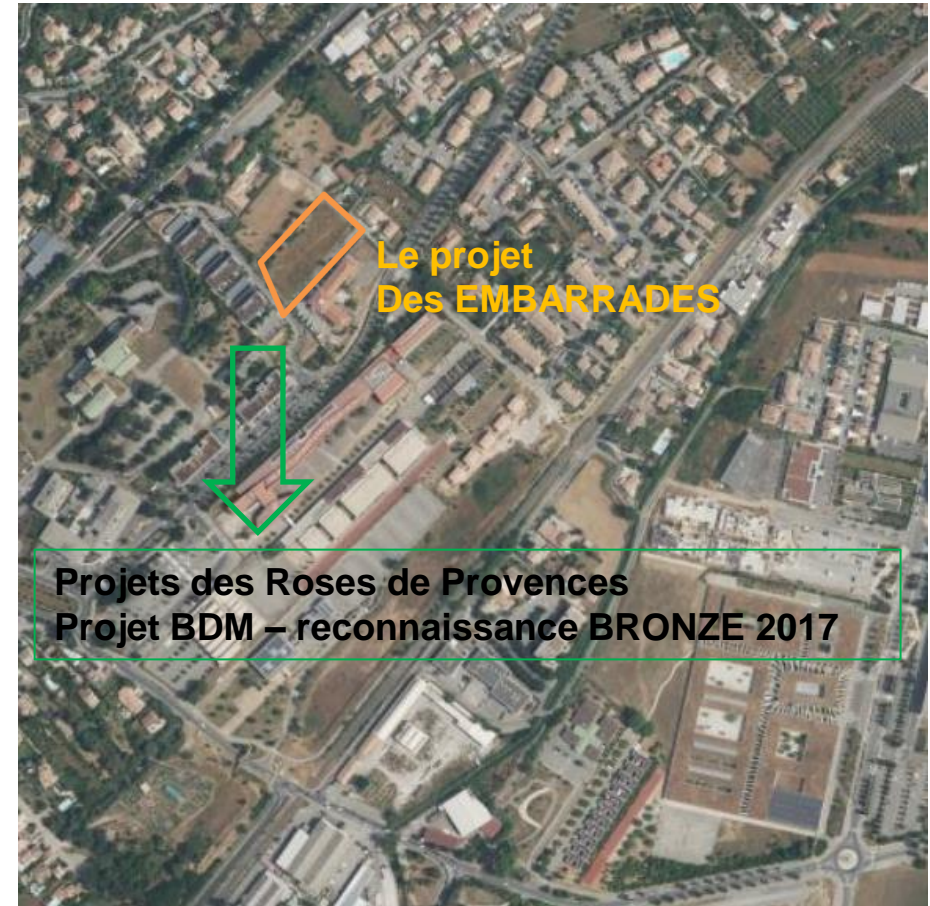 Le projet
Des EMBARRADES
Projets des Roses de Provences
Projet BDM – reconnaissance BRONZE 2017